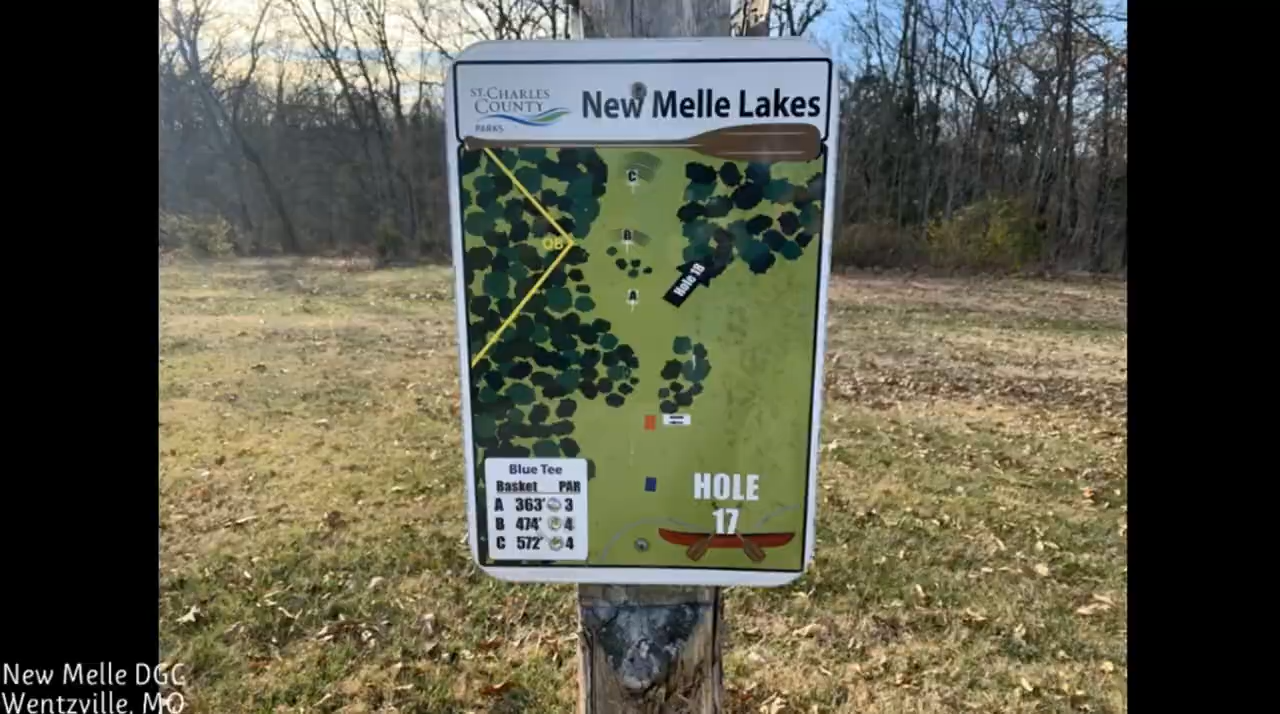 ST. CHARLES
COUNTY
PARKS
New Melle Lakes
C
B
OB
Hole 18
A
Blue Tee
Basket PAR
A 363' 3
B 474' 4
C 572' 4
HOLE
17
New Melle DGC
Wentzville, MO